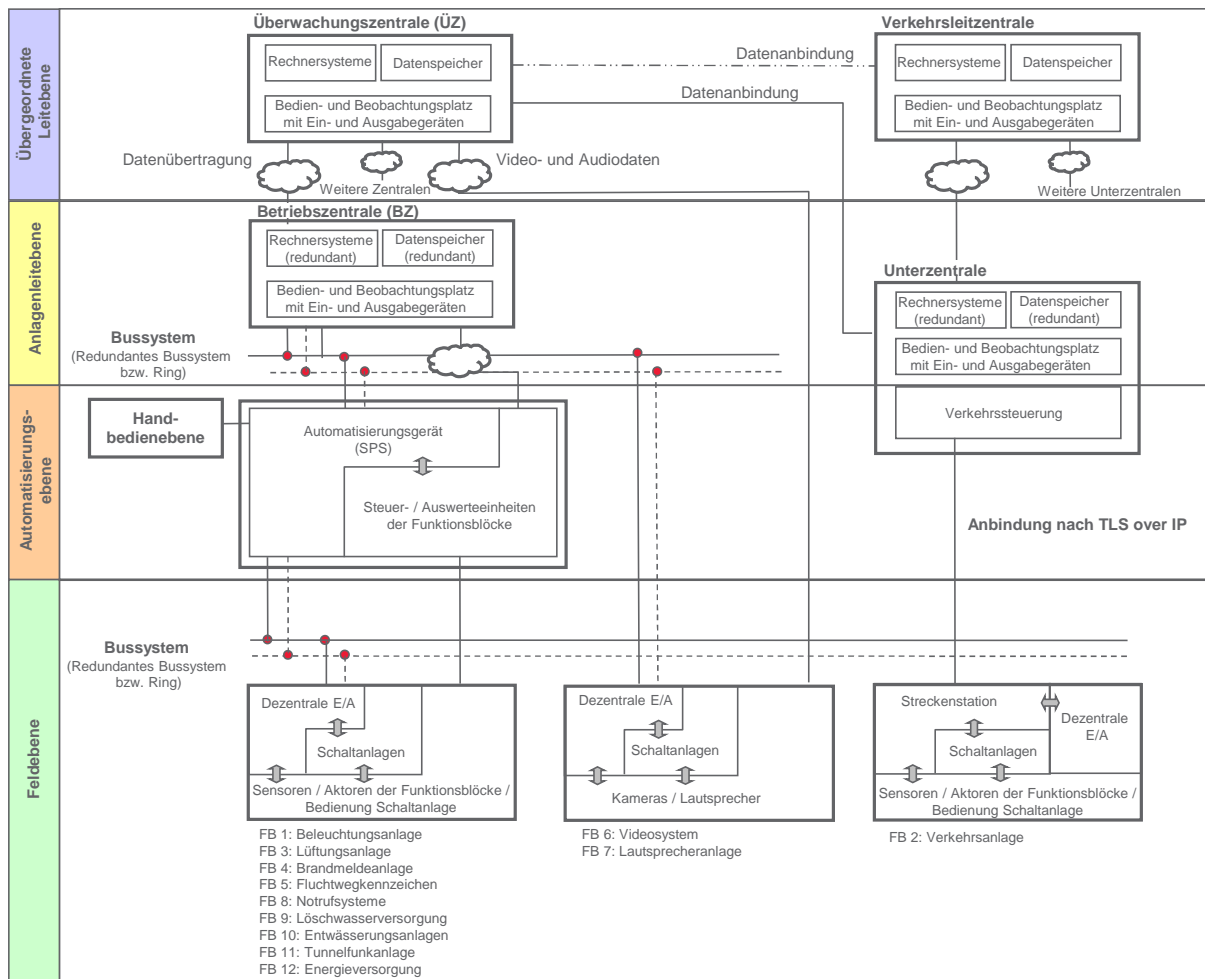 Übergeordnete
Leitebene
Überwachungszentrale (ÜZ)
Rechnersysteme
Datenspeicher
Bedien- und Beobachtungsplatz
mit Ein- und Ausgabegeräten
Datenanbindung
Datenanbindung
Verkehrsleitzentrale
Rechnersysteme
Datenspeicher
Bedien- und Beobachtungsplatz
mit Ein- und Ausgabegeräten
Datenübertragung
Weitere Zentralen
Video- und Audiodaten
Weitere Unterzentralen
Anlagenleitebene
Betriebszentrale (BZ)
Rechnersysteme
(redundant)
Datenspeicher
(redundant)
Bedien- und Beobachtungsplatz
mit Ein- und Ausgabegeräten
Bussystem
(Redundantes Bussystem
bzw. Ring)
Unterzentrale
Rechnersysteme
(redundant)
Datenspeicher
(redundant)
Bedien- und Beobachtungsplatz
mit Ein- und Ausgabegeräten
Verkehrssteuerung
Automatisierungs-
ebene
Hand-
bedienebene
Automatisierungsgerät
(SPS)
Steuer- / Auswerteeinheiten
der Funktionsblöcke
Anbindung nach TLS over IP
Feldebene
Bussystem
(Redundantes Bussystem
bzw. Ring)
Dezentrale E/A
Schaltanlagen
Sensoren / Aktoren der Funktionsblöcke /
Bedienung Schaltanlage
Dezentrale E/A
Schaltanlagen
Kameras / Lautsprecher
Streckenstation
Dezentrale
E/A
Schaltanlagen
Sensoren / Aktoren der Funktionsblöcke /
Bedienung Schaltanlage
FB 1: Beleuchtungsanlage
FB 3: Lüftungsanlage
FB 4: Brandmeldeanlage
FB 5: Fluchtwegkennzeichen
FB 8: Notrufsysteme
FB 9: Löschwasserversorgung
FB 10: Entwässerungsanlagen
FB 11: Tunnelfunkanlage
FB 12: Energieversorgung
FB 6: Videosystem
FB 7: Lautsprecheranlage
FB 2: Verkehrsanlage